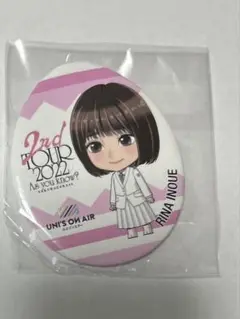 2nd
TOUR
2022
As you know?
UNI'S ON AIR
RINA INOUE